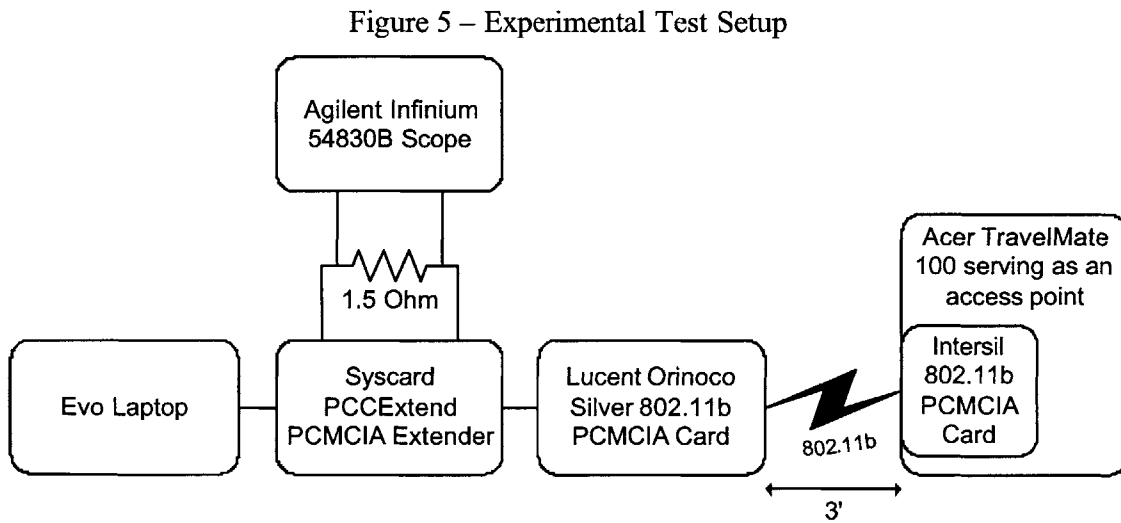 Figure 5 – Experimental Test Setup
Agilent Infinium
54830B Scope
1.5 Ohm
Evo Laptop
Syscard
PCCExtend
PCMCIA Extender
Lucent Orinoco
Silver 802.11b
PCMCIA Card
802.11b
3'
Acer TravelMate
100 serving as an
access point
Intersil
802.11b
PCMCIA
Card